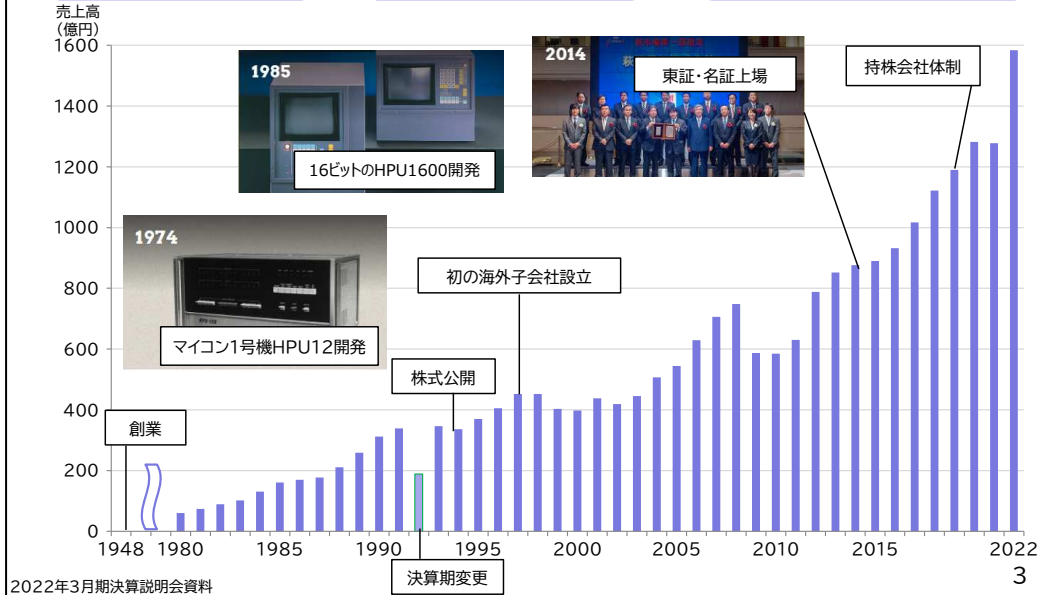 売上高
(億円)
1600
1400
1200
1000
800
600
400
200
0
1985
16ビットのHPU1600開発
2014
東証・名証上場
持株会社体制
1974
マイコン1号機HPU12開発
初の海外子会社設立
株式公開
創業
1948 1980 1985 1990 1995 2000 2005 2010 2015 2022
決算期変更
2022年3月期決算説明会資料
3